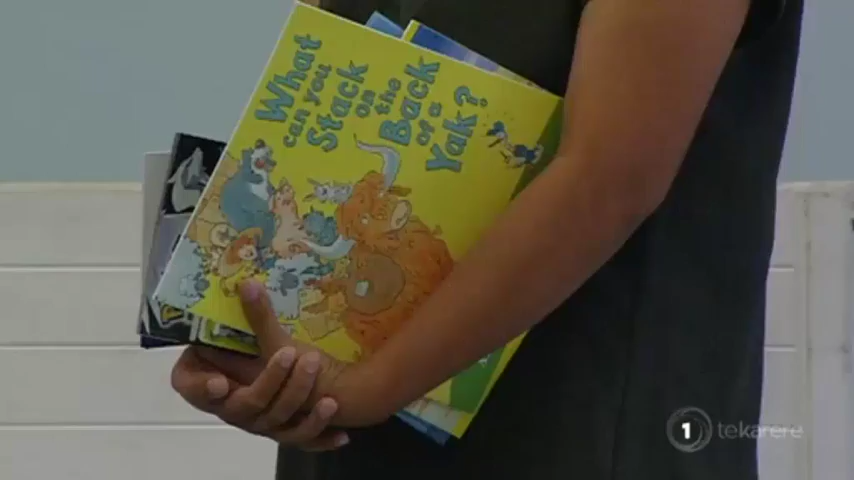 What
can you
Stack
on
the
Back
of a
Yak?
1 tekarere